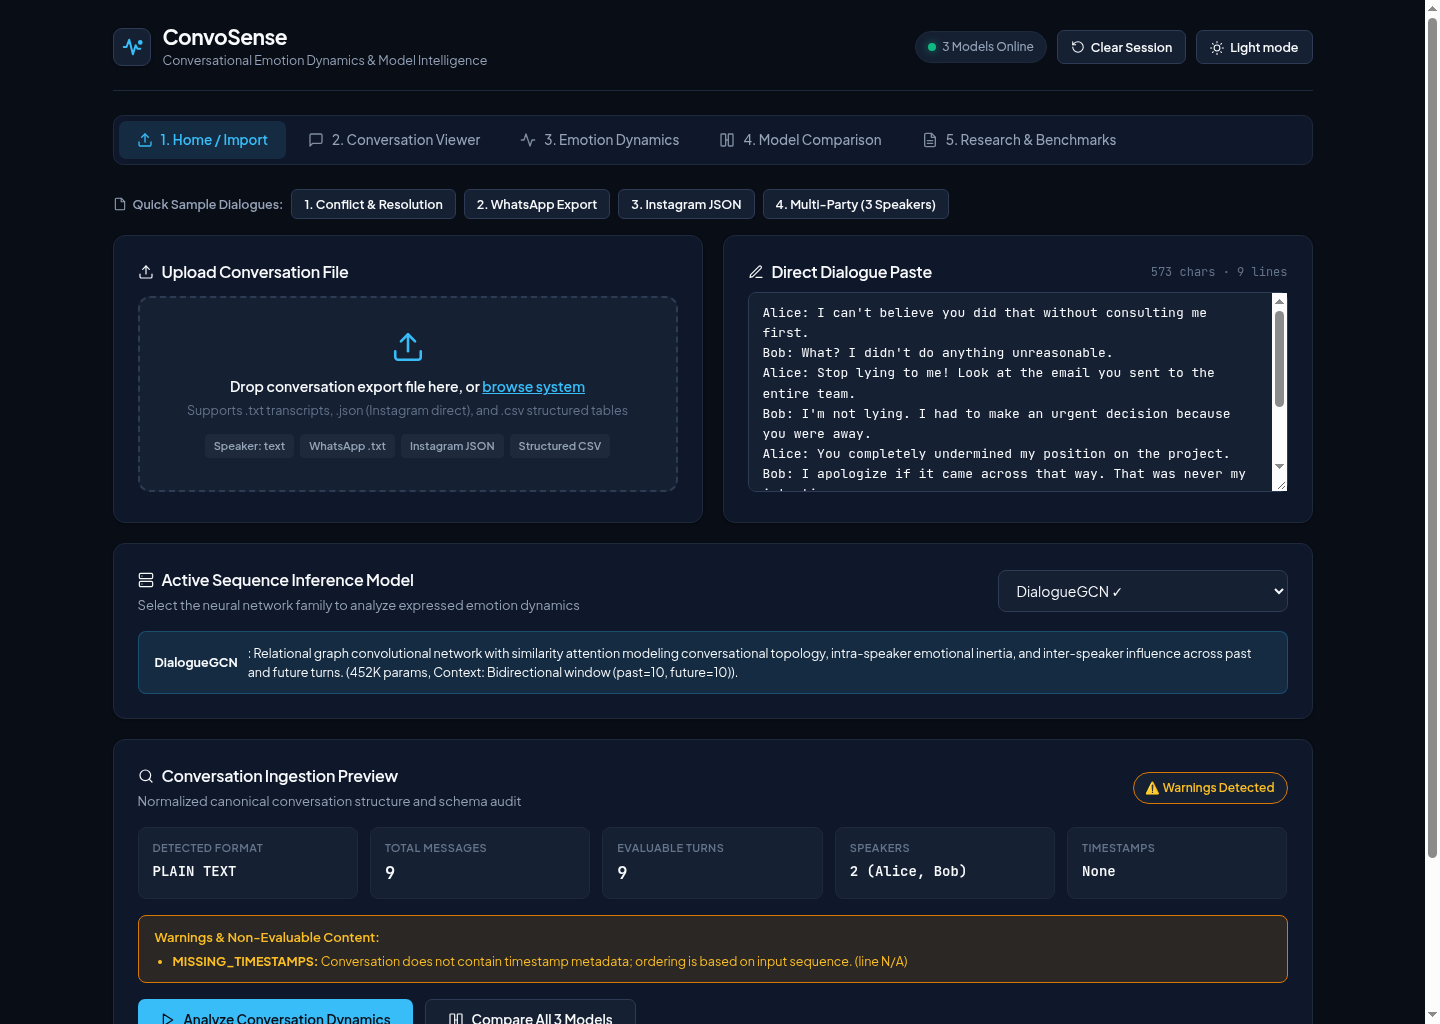 ConvoSense
Conversational Emotion Dynamics & Model Intelligence
3 Models Online
Clear Session
Light mode
1. Home / Import
2. Conversation Viewer
3. Emotion Dynamics
4. Model Comparison
5. Research & Benchmarks
Quick Sample Dialogues:
1. Conflict & Resolution
2. WhatsApp Export
3. Instagram JSON
4. Multi-Party (3 Speakers)
Upload Conversation File
Drop conversation export file here, or browse system
Supports .txt transcripts, .json (Instagram direct), and .csv structured tables
Speaker: text
WhatsApp .txt
Instagram JSON
Structured CSV
Direct Dialogue Paste
573 chars · 9 lines
Alice: I can't believe you did that without consulting me
first.
Bob: What? I didn't do anything unreasonable.
Alice: Stop lying to me! Look at the email you sent to the
entire team.
Bob: I'm not lying. I had to make an urgent decision because
you were away.
Alice: You completely undermined my position on the project.
Bob: I apologize if it came across that way. That was never my
Active Sequence Inference Model
Select the neural network family to analyze expressed emotion dynamics
DialogueGCN ✓
DialogueGCN
: Relational graph convolutional network with similarity attention modeling conversational topology, intra-speaker emotional inertia, and inter-speaker influence across past
and future turns. (452K params, Context: Bidirectional window (past=10, future=10)).
Conversation Ingestion Preview
Normalized canonical conversation structure and schema audit
⚠️ Warnings Detected
DETECTED FORMAT
PLAIN TEXT
TOTAL MESSAGES
9
EVALUABLE TURNS
9
SPEAKERS
2 (Alice, Bob)
TIMESTAMPS
None
Warnings & Non-Evaluable Content:
• MISSING_TIMESTAMPS: Conversation does not contain timestamp metadata; ordering is based on input sequence. (line N/A)
Analyze Conversation Dynamics
Compare All 3 Models